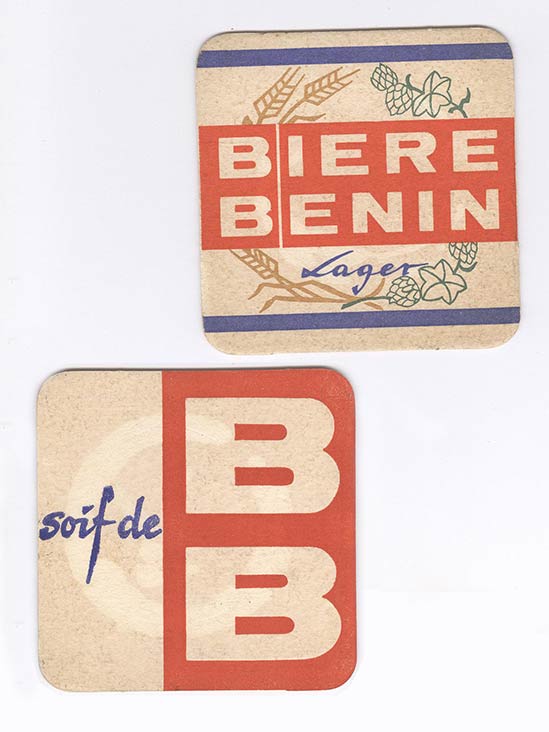 BIERE
BENIN
Lager
soif de
B
B